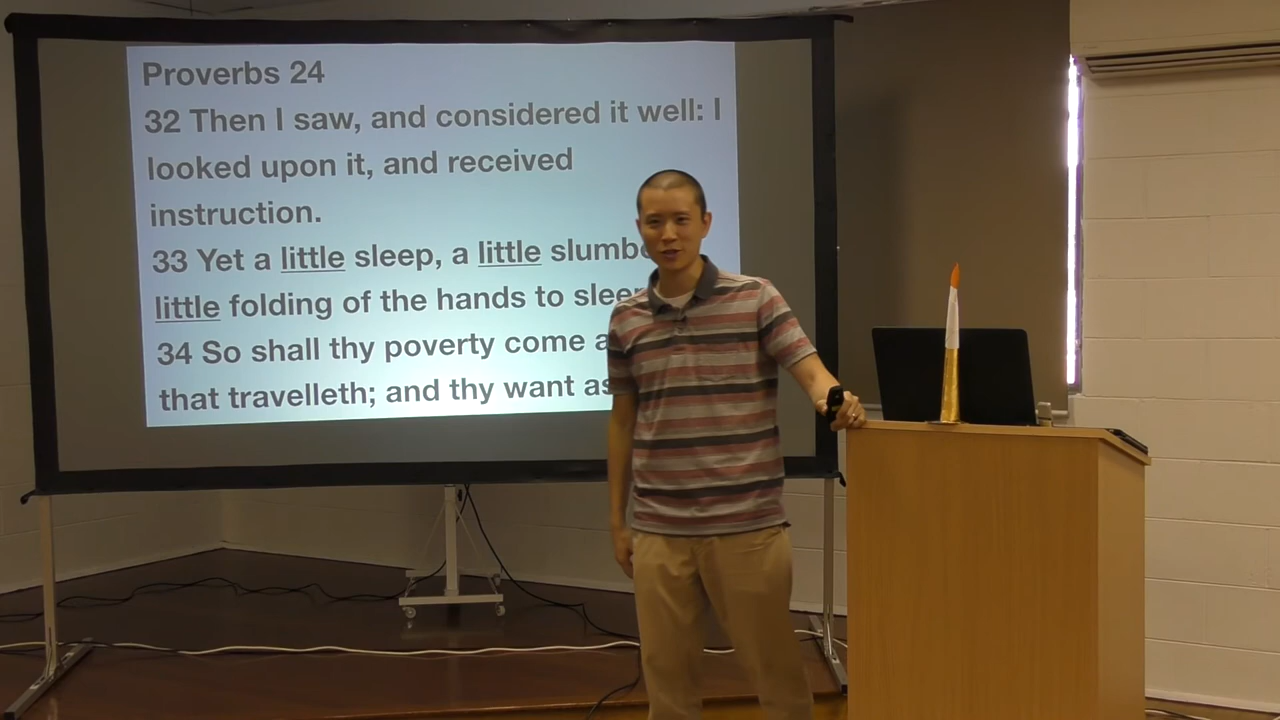 Proverbs 24
32 Then I saw, and considered it well: I
looked upon it, and received
instruction.
33 Yet a little sleep, a little
little folding of the hands to
34 So shall thy poverty come
that travelleth; and thy want as